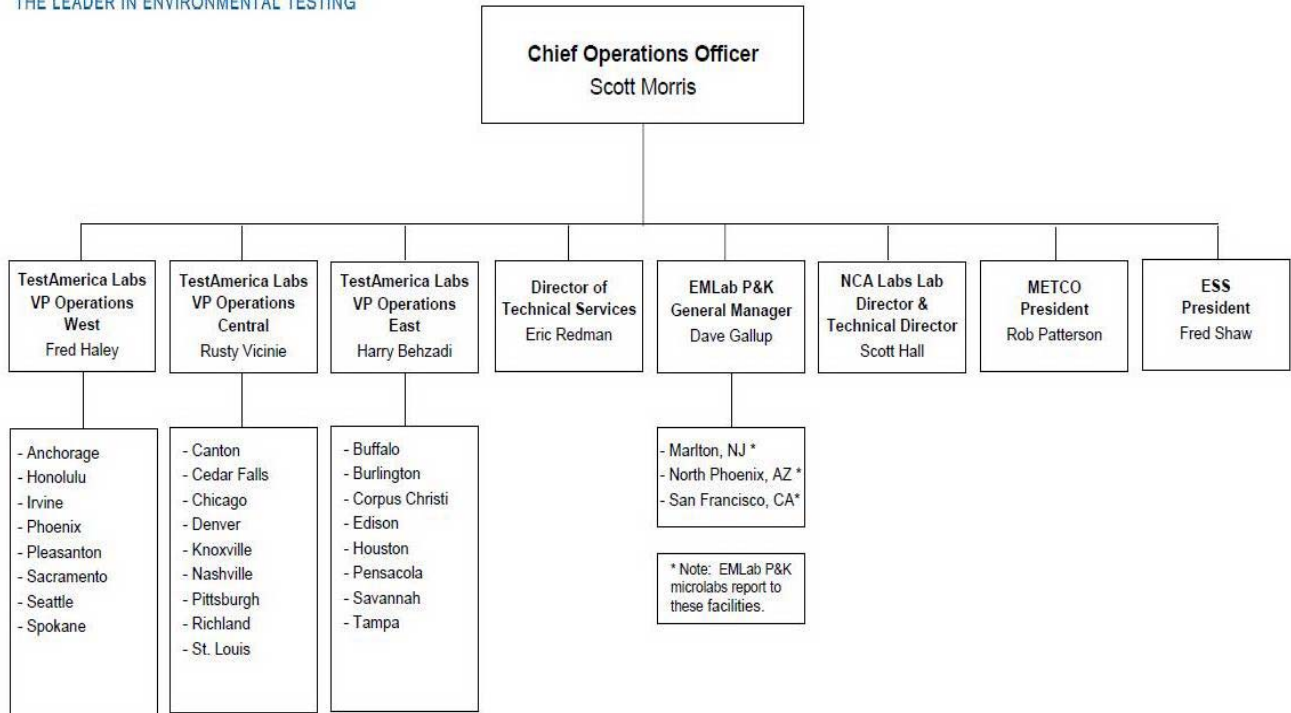 THE LEADER IN ENVIRONMENTAL TESTING
Chief Operations Officer
Scott Morris
TestAmerica Labs
VP Operations
West
Fred Haley
TestAmerica Labs
VP Operations
Central
Rusty Vicinie
TestAmerica Labs
VP Operations
East
Harry Behzadi
Director of
Technical Services
Eric Redman
EMLab P&K
General Manager
Dave Gallup
NCA Labs Lab
Director &
Technical Director
Scott Hall
METCO
President
Rob Patterson
ESS
President
Fred Shaw
- Anchorage
- Honolulu
- Irvine
- Phoenix
- Pleasanton
- Sacramento
- Seattle
- Spokane
- Canton
- Cedar Falls
- Chicago
- Denver
- Knoxville
- Nashville
- Pittsburgh
- Richland
- St. Louis
- Buffalo
- Burlington
- Corpus Christi
- Edison
- Houston
- Pensacola
- Savannah
- Tampa
- Marlton, NJ *
- North Phoenix, AZ *
- San Francisco, CA*
* Note: EMLab P&K
microlabs report to
these facilities.